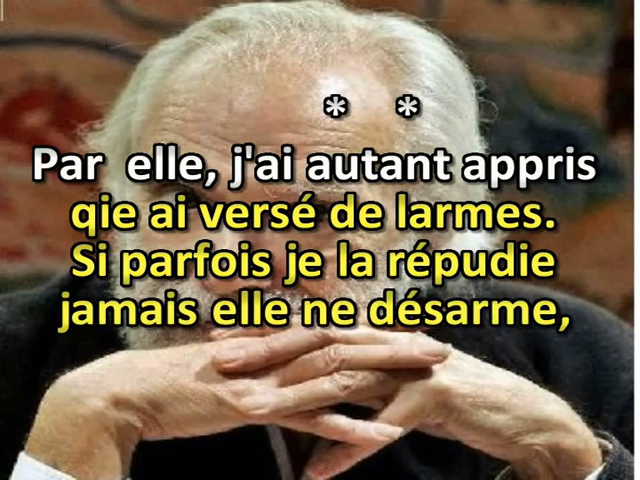 * *
Par elle, j'ai autant appris
qie ai versé de larmes.
Si parfois je la répudie
jamais elle ne désarme,